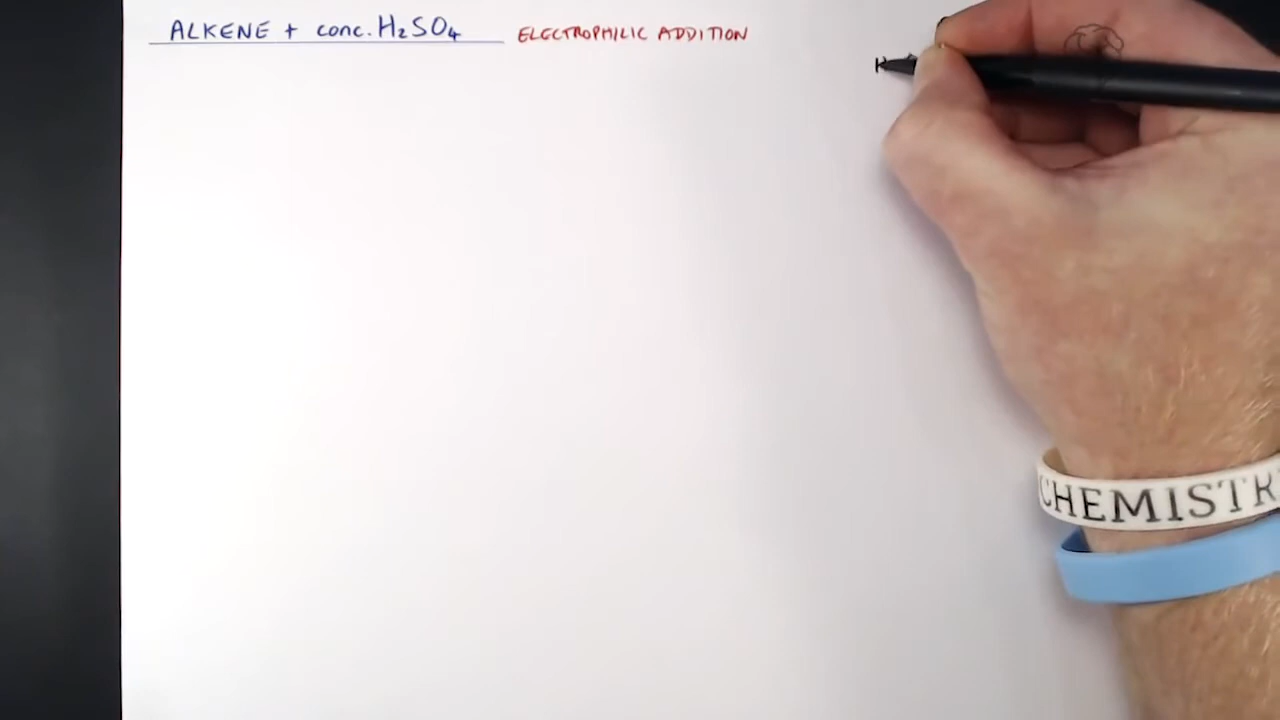 ALKENE + conc. H₂SO₄ ELECTROPHILIC ADDITION
H
CHEMISTR